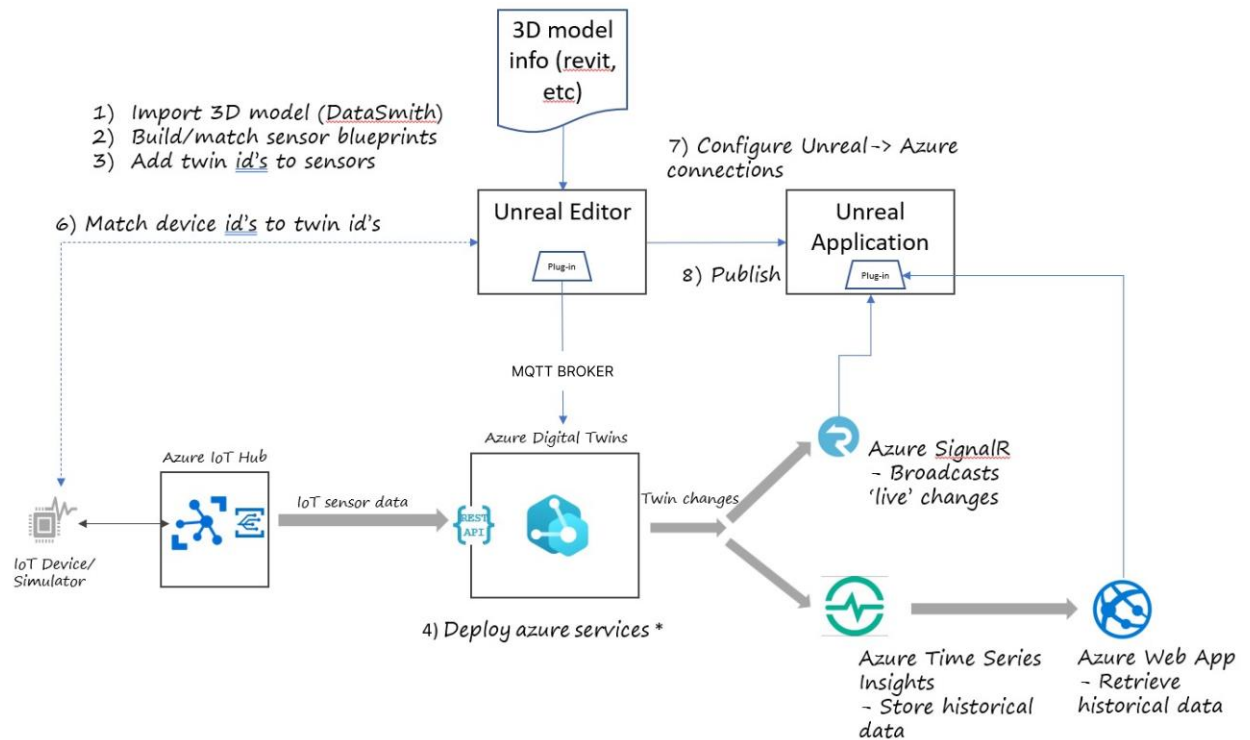 3D model
info (revit,
etc)
1) Import 3D model (DataSmith)
2) Build/match sensor blueprints
3) Add twin id's to sensors
7) Configure Unreal-> Azure
connections
6) Match device id's to twin id's
Unreal Editor
Plug-in
Unreal
Application
Plug-in
8) Publish
MQTT BROKER
Azure Digital Twins
Azure IoT Hub
IoT sensor data
REST
API
Twin changes
Azure SignalR
- Broadcasts
'live' changes
IoT Device/
Simulator
4) Deploy azure services *
Azure Time Series
Insights
- Store historical
data
Azure Web App
- Retrieve
historical data